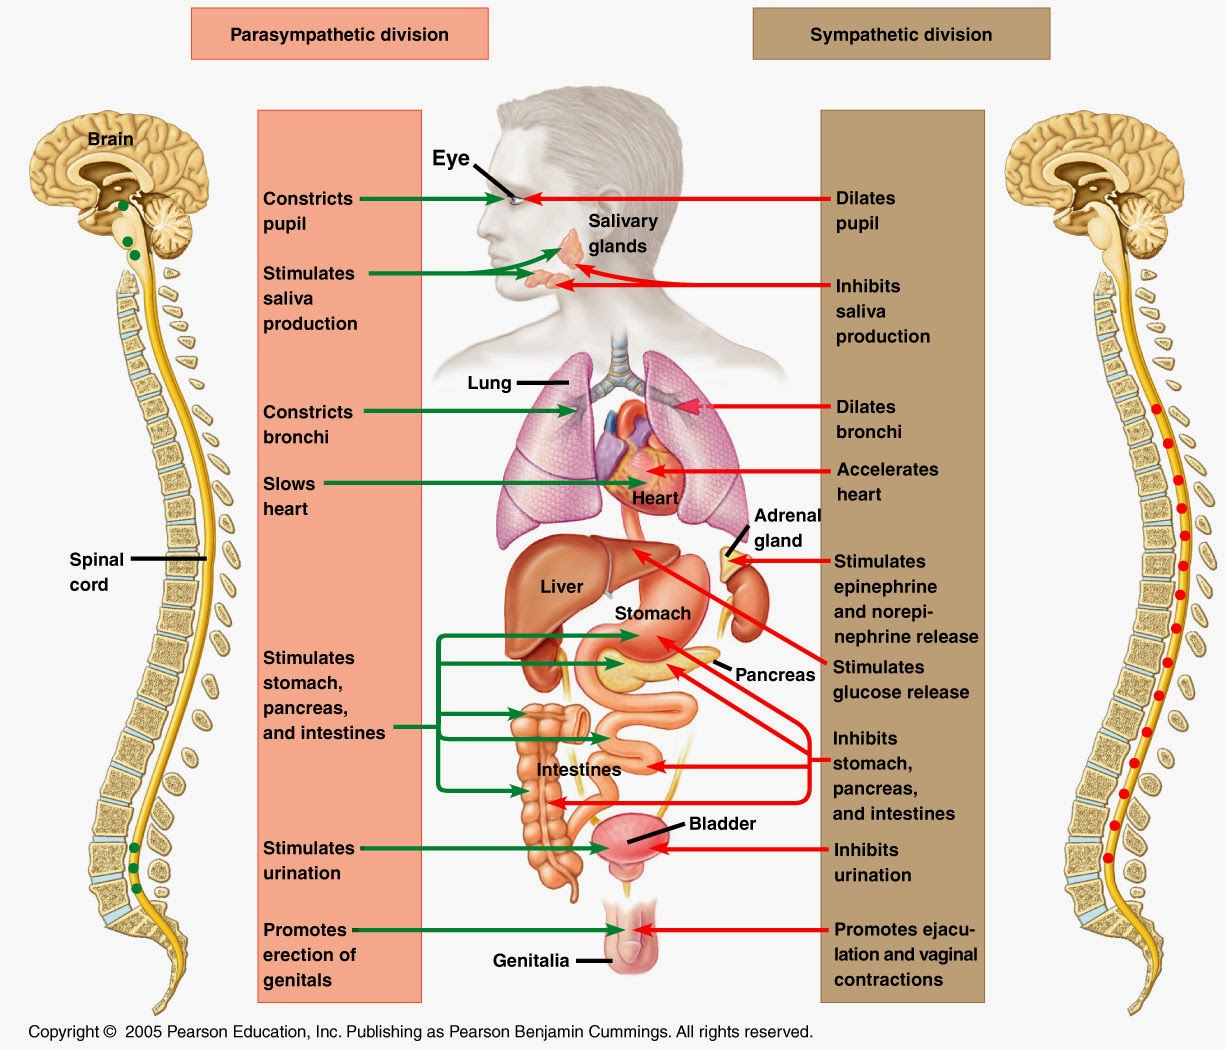 Parasympathetic division
Sympathetic division
Brain
Spinal
cord
Constricts
pupil
Stimulates
saliva
production
Constricts
bronchi
Slows
heart
Stimulates
stomach,
pancreas,
and intestines
Stimulates
urination
Promotes
erection of
genitals
Eye
Salivary
glands
Lung
Heart
Adrenal
gland
Liver
Stomach
Pancreas
Intestines
Bladder
Genitalia
Dilates
pupil
Inhibits
saliva
production
Dilates
bronchi
Accelerates
heart
Stimulates
epinephrine
and norepi-
nephrine release
Stimulates
glucose release
Inhibits
stomach,
pancreas,
and intestines
Inhibits
urination
Promotes ejacu-
lation and vaginal
contractions
Copyright © 2005 Pearson Education, Inc. Publishing as Pearson Benjamin Cummings. All rights reserved.